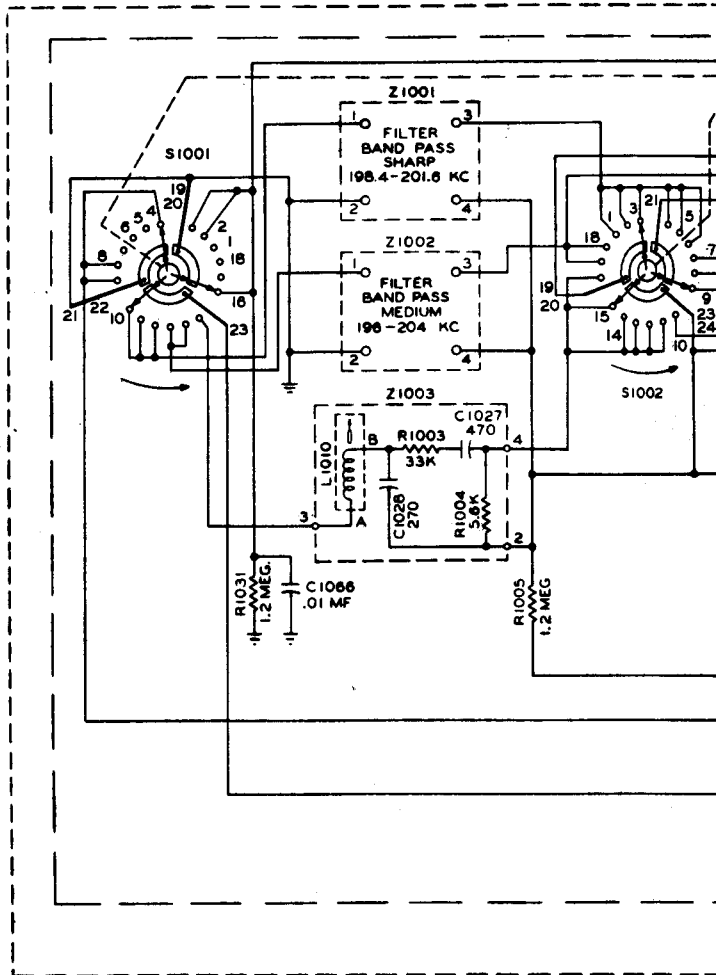 Z1001
1
3
FILTER
BAND PASS
SHARP
198.4-201.6 KC
2
4
S1001
19
20
4
5
6
8
2
1
18
16
21
22
10
23
Z1002
1
3
FILTER
BAND PASS
MEDIUM
196-204 KC
2
4
Z1003
C1027
470
R1003
33K
L1010
B
A
3
4
C1028
270
R1004
5.6K
2
R1031
1.2 MEG.
C1066
.01 MF
R1005
1.2 MEG
1
3
21
5
18
7
19
20
9
15
23
24
14
10
S1002